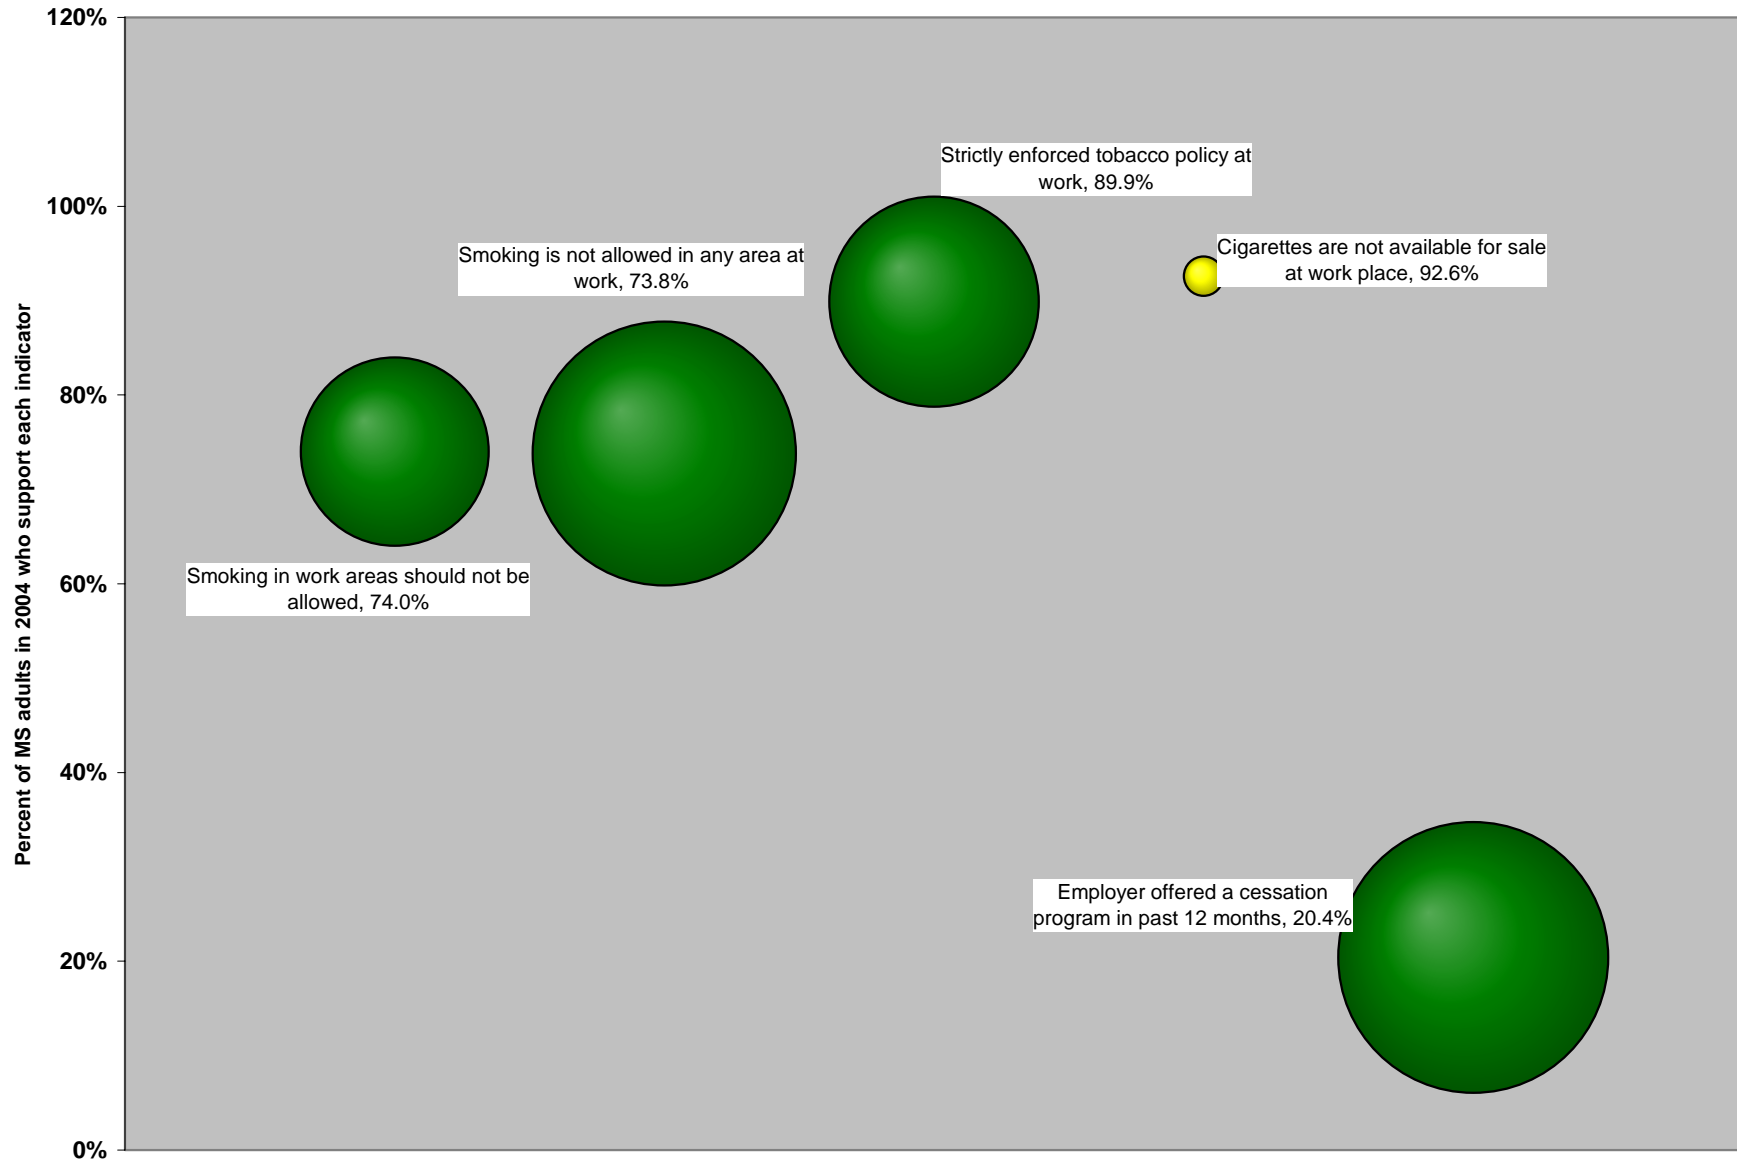 Percent of MS adults in 2004 who support each indicator
120%
100%
80%
60%
40%
20%
0%
Smoking in work areas should not be
allowed, 74.0%
Smoking is not allowed in any area at
work, 73.8%
Strictly enforced tobacco policy at
work, 89.9%
Cigarettes are not available for sale
at work place, 92.6%
Employer offered a cessation
program in past 12 months, 20.4%